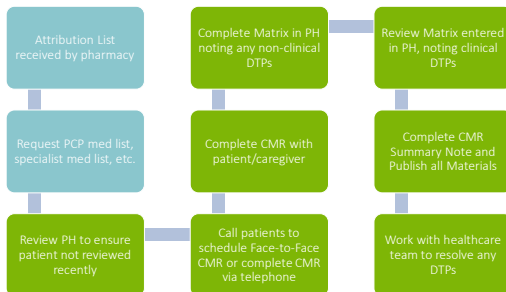 Attribution List
received by pharmacy
Request PCP med list,
specialist med list, etc.
Review PH to ensure
patient not reviewed
recently
Call patients to
schedule Face-to-Face
CMR or complete CMR
via telephone
Complete CMR with
patient/caregiver
Complete Matrix in PH
noting any non-clinical
DTPs
Review Matrix entered
in PH, noting clinical
DTPs
Complete CMR
Summary Note and
Publish all Materials
Work with healthcare
team to resolve any
DTPs